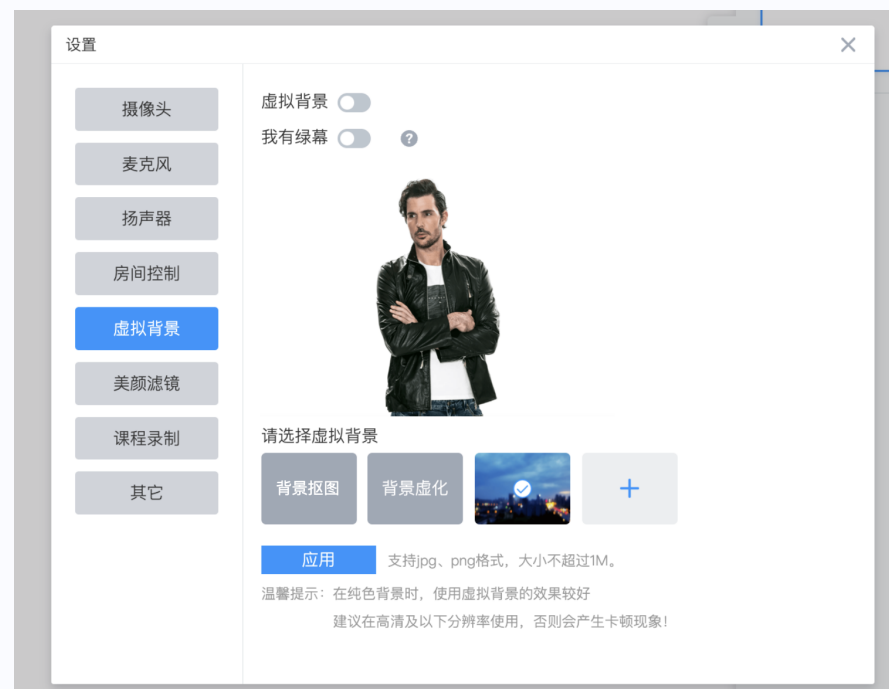 设置
摄像头
麦克风
扬声器
房间控制
虚拟背景
美颜滤镜
课程录制
其它
虚拟背景
我有绿幕 ?
请选择虚拟背景
背景抠图 背景虚化 +
应用 支持jpg、png格式，大小不超过1M。
温馨提示：在纯色背景时，使用虚拟背景的效果较好
建议在高清及以下分辨率使用，否则会产生卡顿现象！